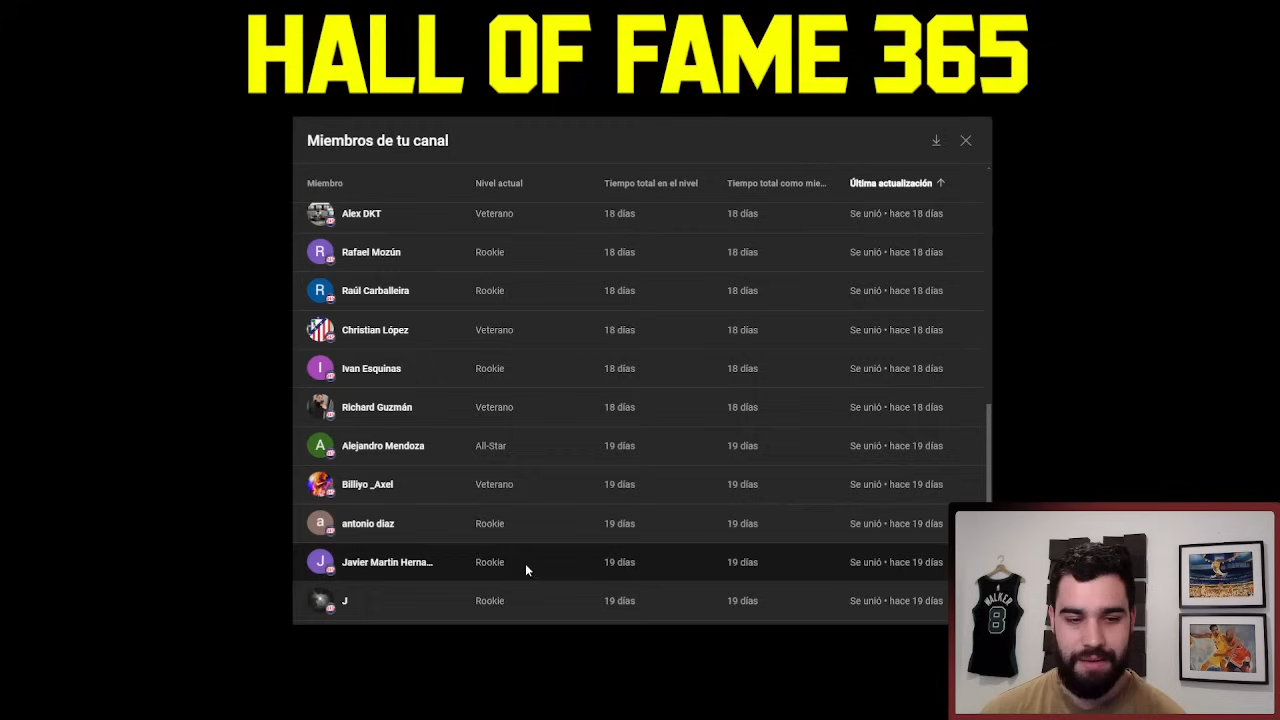 HALL OF FAME 365
Miembros de tu canal
Miembro Nivel actual Tiempo total en el nivel Tiempo total como mie... Última actualización
Alex DKT Veterano 18 días 18 días Se unió • hace 18 días
R Rafael Mozún Rookie 18 días 18 días Se unió • hace 18 días
R Raúl Carballeira Rookie 18 días 18 días Se unió • hace 18 días
Christian López Veterano 18 días 18 días Se unió • hace 18 días
I Ivan Esquinas Rookie 18 días 18 días Se unió • hace 18 días
Richard Guzmán Veterano 18 días 18 días Se unió • hace 18 días
A Alejandro Mendoza All-Star 19 días 19 días Se unió • hace 19 días
Billiyo _Axel Veterano 19 días 19 días Se unió • hace 19 días
a antonio diaz Rookie 19 días 19 días Se unió • hace 19 días
J Javier Martin Herna... Rookie 19 días 19 días Se unió • hace 19 días
J Rookie 19 días 19 días Se unió • hace 19 días
WALKER
8